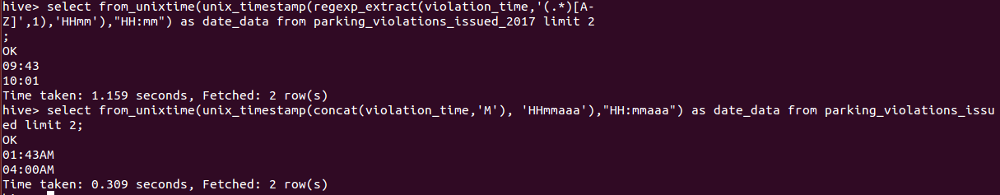 hive> select from_unixtime(unix_timestamp(regexp_extract(violation_time,'(.*)[A-
Z]',1),'HHmm'),"HH:mm") as date_data from parking_violations_issued_2017 limit 2
;
OK
09:43
10:01
Time taken: 1.159 seconds, Fetched: 2 row(s)
hive> select from_unixtime(unix_timestamp(concat(violation_time,'M'), 'HHmmaaa'),"HH:mmaaa") as date_data from parking_violations_issu
ed limit 2;
OK
01:43AM
04:00AM
Time taken: 0.309 seconds, Fetched: 2 row(s)